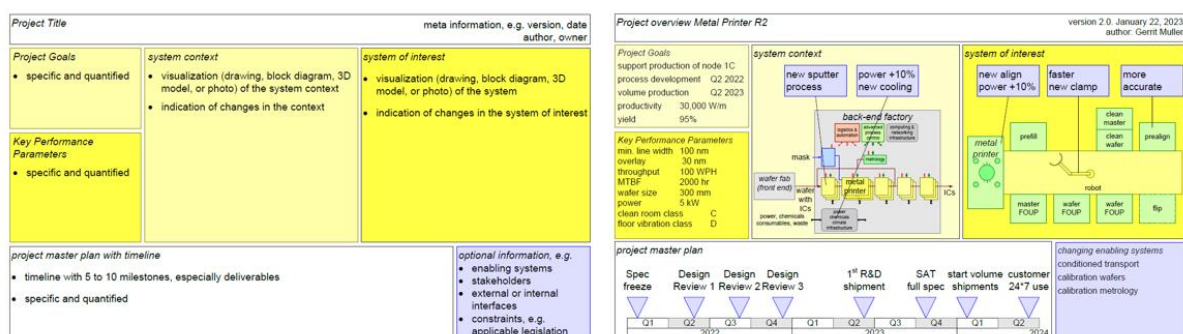 Project Title
meta information, e.g. version, date
author, owner
Project Goals
• specific and quantified
Key Performance
Parameters
• specific and quantified
system context
• visualization (drawing, block diagram, 3D
model, or photo) of the system context
• indication of changes in the context
system of interest
• visualization (drawing, block diagram, 3D
model, or photo) of the system
• indication of changes in the system of interest
project master plan with timeline
• timeline with 5 to 10 milestones, especially deliverables
• specific and quantified
optional information, e.g.
• enabling systems
• stakeholders
• external or internal
interfaces
• constraints, e.g.
applicable legislation
Project overview Metal Printer R2
version 2.0. January 22, 2023
author: Gerrit Muller
Project Goals
support production of node 1C
process development Q2 2022
volume production Q2 2023
productivity 30,000 W/m
yield 95%
Key Performance Parameters
min. line width 100 nm
overlay 30 nm
throughput 100 WPH
MTBF 2000 hr
wafer size 300 mm
power 5 kW
clean room class C
floor vibration class D
system context
new sputter
process
power +10%
new cooling
back-end factory
logistics &
automation
advanced
process
control
computing &
networking
infrastructure
metrology
mask
wafer fab
(front end)
metal
printer
wafer
with
ICs
ICs
power, chemicals
consumables, waste
power
chemicals
climate
infrastructure
system of interest
new align
power +10%
faster
new clamp
more
accurate
clean
master
prefill
clean
wafer
prealign
metal
printer
robot
master
FOUP
wafer
FOUP
wafer
FOUP
flip
project master plan
Spec
freeze
Design
Review 1
Design
Review 2
Design
Review 3
1st R&D
shipment
SAT
full spec
start volume
shipments
customer
24*7 use
Q1 Q2 Q3 Q4 Q1 Q2 Q3 Q4 Q1 Q2
2022 2023 2024
changing enabling systems
conditioned transport
calibration wafers
calibration metrology